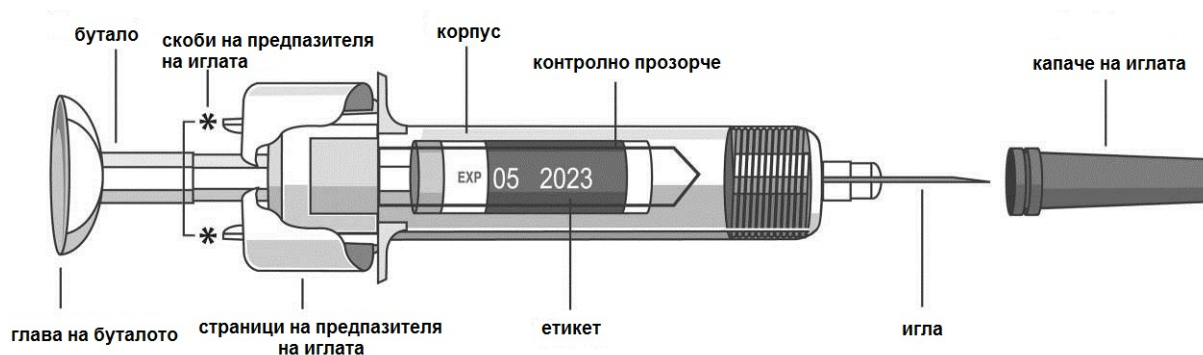 бутало
скоби на предпазителя
на иглата
корпус
контролно прозорче
капаче на иглата
*
EXP 05 2023
*
глава на буталото
страници на предпазителя
на иглата
етикет
игла